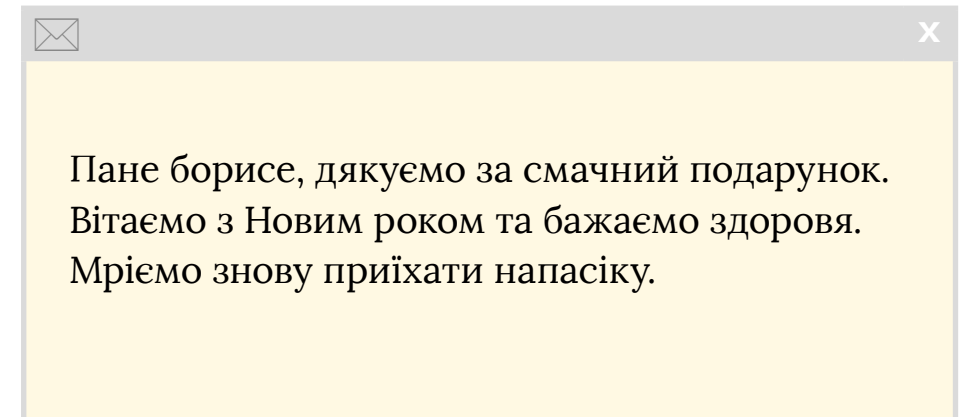 X
Пане борисе, дякуємо за смачний подарунок.
Вітаємо з Новим роком та бажаємо здоровя.
Мріємо знову приїхати напасіку.